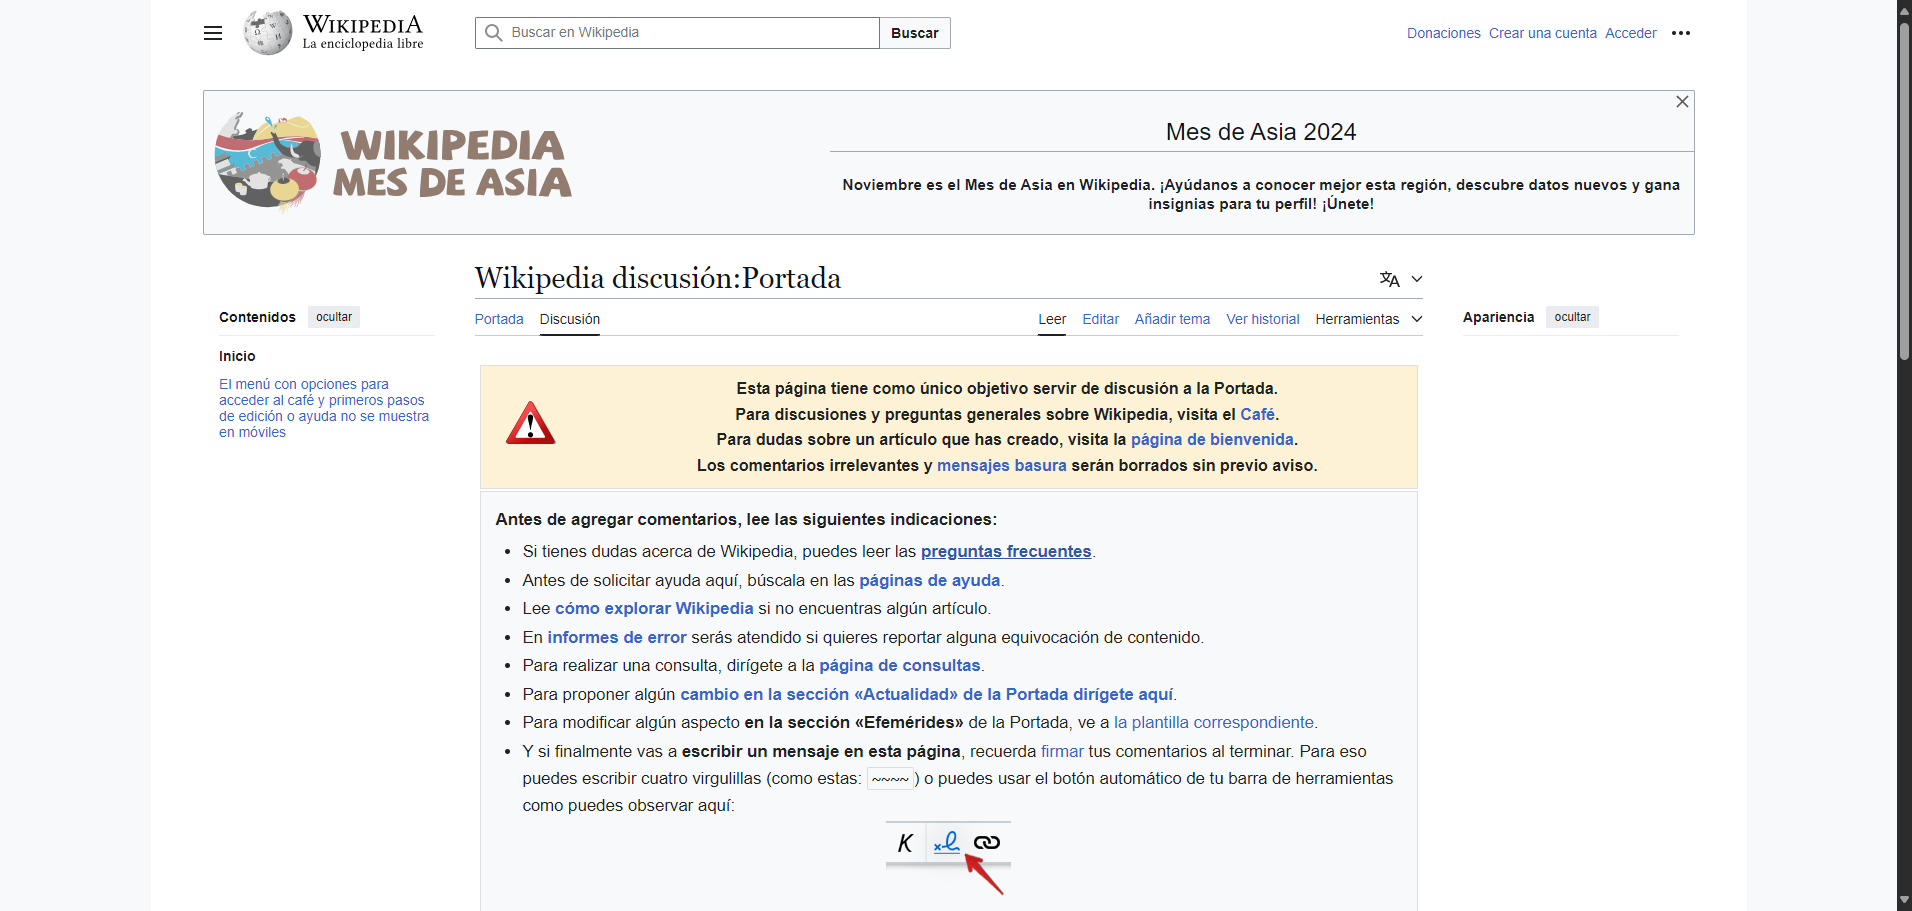 WIKIPEDIA
La enciclopedia libre
Buscar en Wikipedia
Buscar
Donaciones Crear una cuenta Acceder
WIKIPEDIA
MES DE ASIA
Mes de Asia 2024
Noviembre es el Mes de Asia en Wikipedia. ¡Ayúdanos a conocer mejor esta región, descubre datos nuevos y gana
insignias para tu perfil! ¡Únete!
Wikipedia discusión:Portada
Contenidos ocultar
Portada Discusión
Leer Editar Añadir tema Ver historial Herramientas
Apariencia ocultar
Inicio
El menú con opciones para
acceder al café y primeros pasos
de edición o ayuda no se muestra
en móviles
Esta página tiene como único objetivo servir de discusión a la Portada.
Para discusiones y preguntas generales sobre Wikipedia, visita el Café.
Para dudas sobre un artículo que has creado, visita la página de bienvenida.
Los comentarios irrelevantes y mensajes basura serán borrados sin previo aviso.
Antes de agregar comentarios, lee las siguientes indicaciones:
• Si tienes dudas acerca de Wikipedia, puedes leer las preguntas frecuentes.
• Antes de solicitar ayuda aquí, búscala en las páginas de ayuda.
• Lee cómo explorar Wikipedia si no encuentras algún artículo.
• En informes de error serás atendido si quieres reportar alguna equivocación de contenido.
• Para realizar una consulta, dirígete a la página de consultas.
• Para proponer algún cambio en la sección «Actualidad» de la Portada dirígete aquí.
• Para modificar algún aspecto en la sección «Efemérides» de la Portada, ve a la plantilla correspondiente.
• Y si finalmente vas a escribir un mensaje en esta página, recuerda firmar tus comentarios al terminar. Para eso
puedes escribir cuatro virgulillas (como estas: ~~~~) o puedes usar el botón automático de tu barra de herramientas
como puedes observar aquí:
K